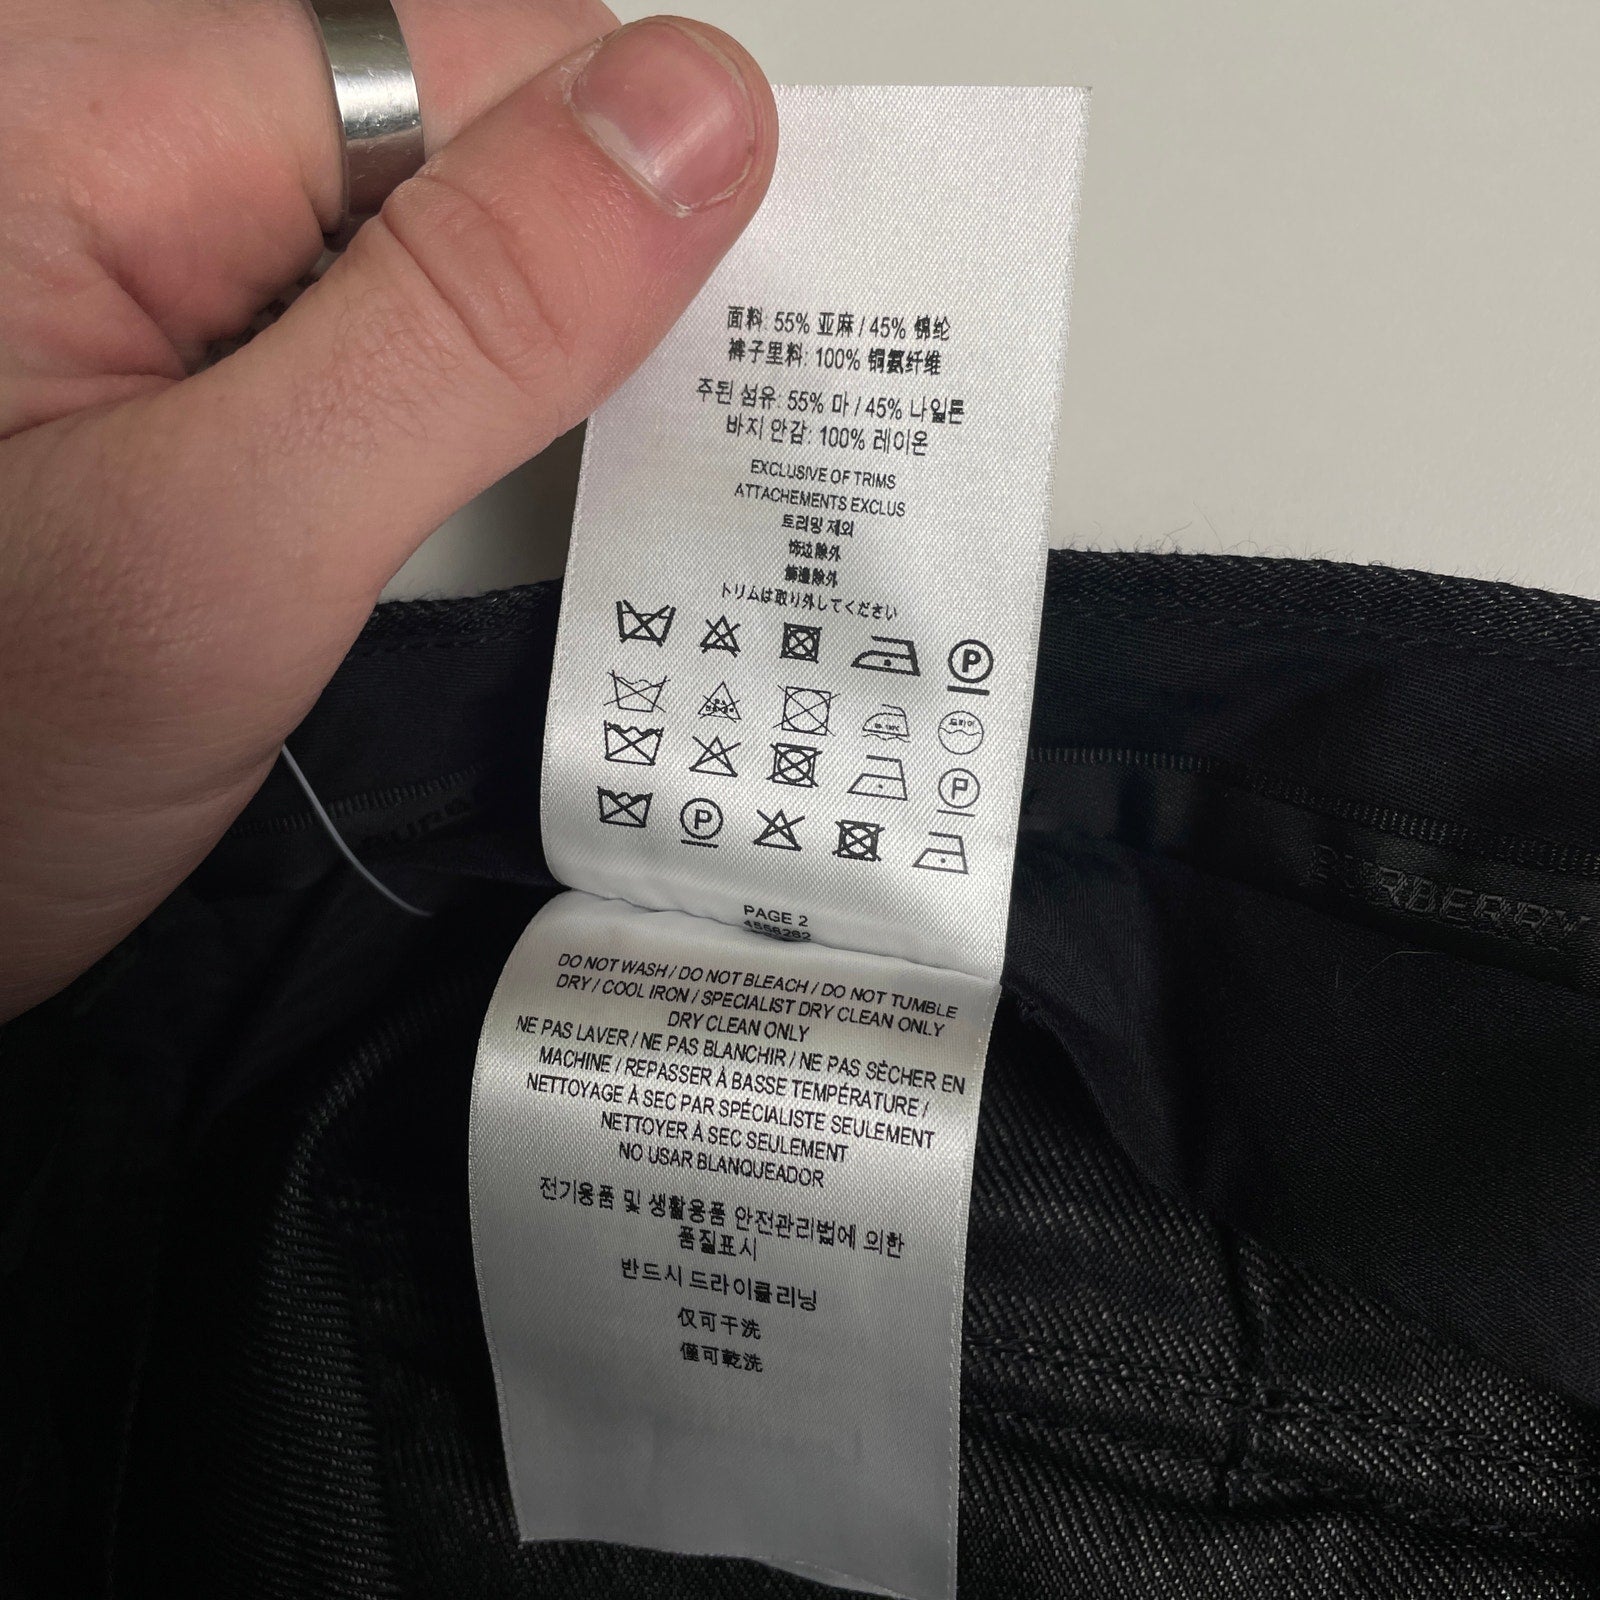 面料: 55% 亚麻 / 45% 锦纶
裤子里料: 100% 铜氨纤维
주된 섬유: 55% 마 / 45% 나일론
바지 안감: 100% 레이온
EXCLUSIVE OF TRIMS
ATTACHEMENTS EXCLUS
트리밍 제외
饰边除外
飾邊除外
トリムは取り外してください
P
드라이
P
P
PAGE 2
DO NOT WASH / DO NOT BLEACH / DO NOT TUMBLE
DRY / COOL IRON / SPECIALIST DRY CLEAN ONLY
DRY CLEAN ONLY
NE PAS LAVER / NE PAS BLANCHIR / NE PAS SÉCHER EN
MACHINE / REPASSER À BASSE TEMPÉRATURE /
NETTOYAGE À SEC PAR SPÉCIALISTE SEULEMENT
NETTOYER À SEC SEULEMENT
NO USAR BLANQUEADOR
전기용품 및 생활용품 안전관리법에 의한
품질표시
반드시 드라이클리닝
仅可干洗
僅可乾洗
BURBERRY